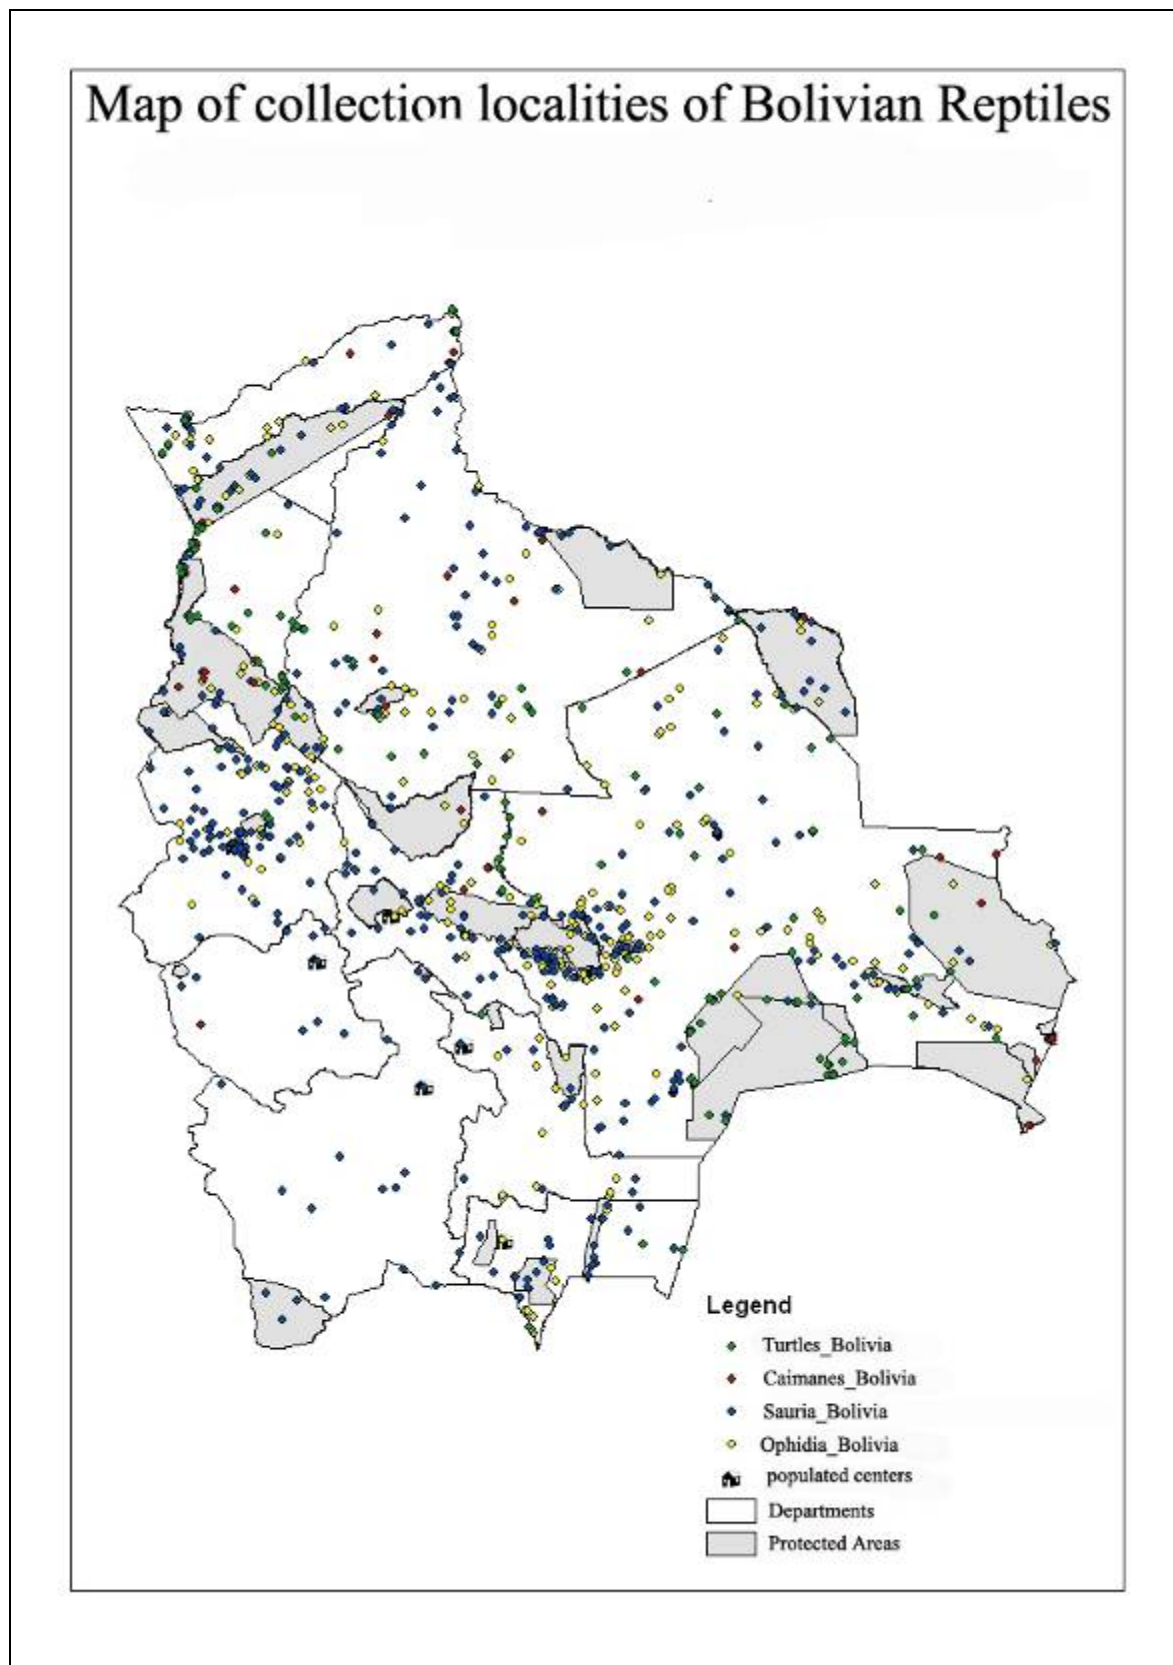 Map of collection localities of Bolivian Reptiles
Legend
Turtles_Bolivia
Caimanes_Bolivia
Sauria_Bolivia
Ophidia_Bolivia
populated centers
Departments
Protected Areas